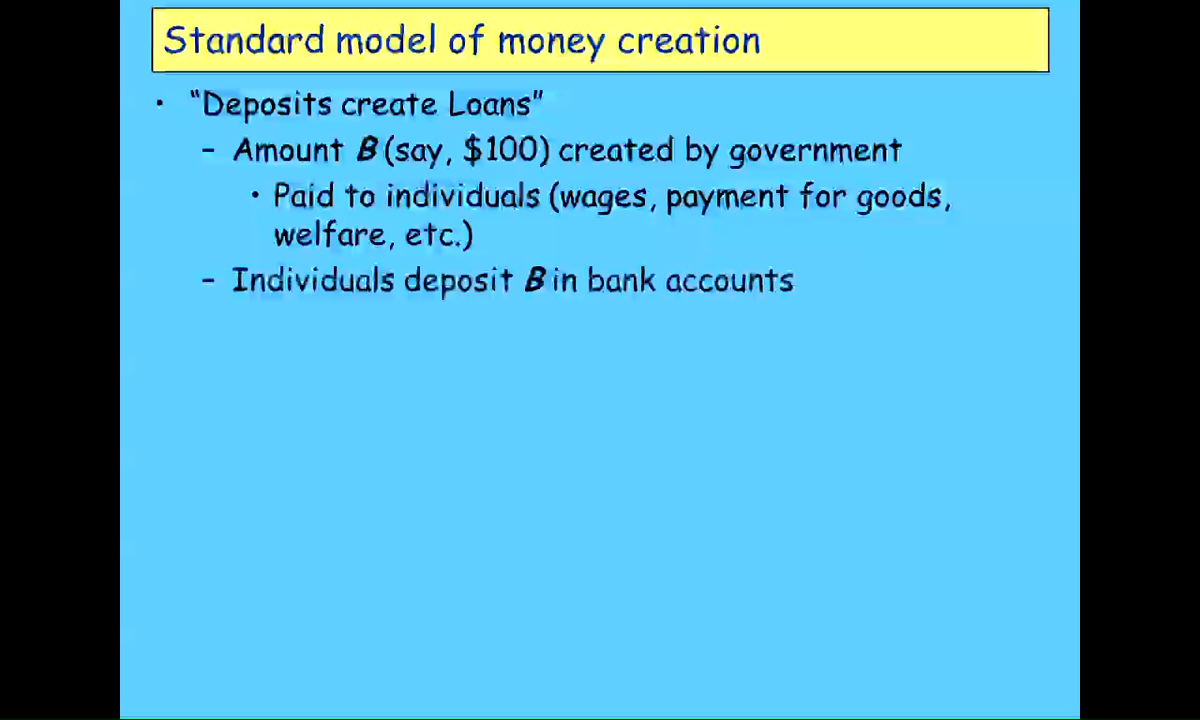 Standard model of money creation
• “Deposits create Loans”
– Amount B (say, $100) created by government
• Paid to individuals (wages, payment for goods,
welfare, etc.)
– Individuals deposit B in bank accounts